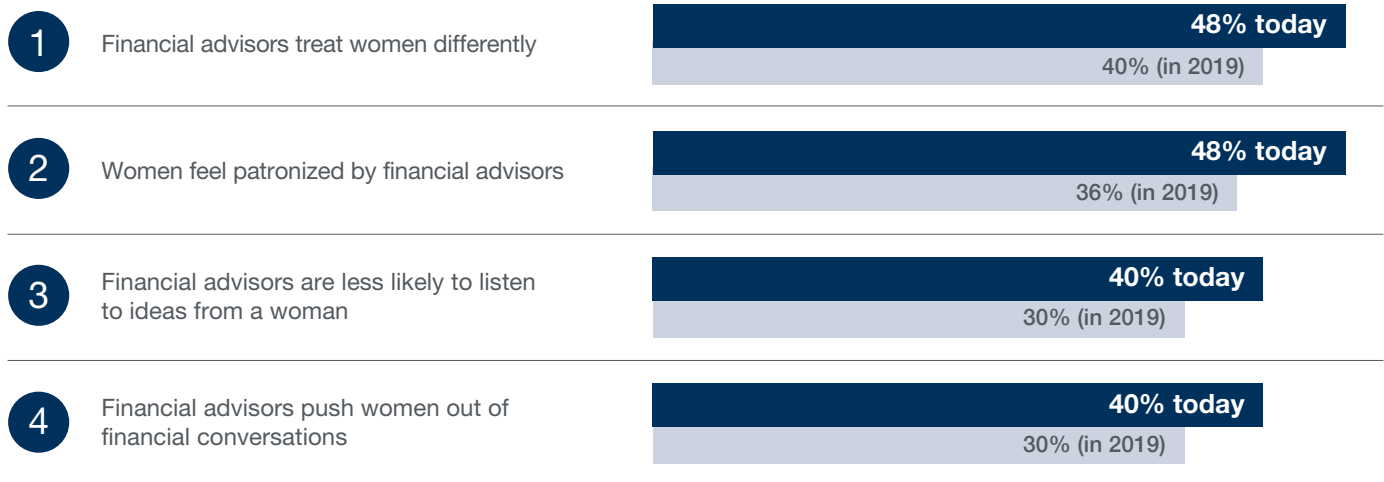 1
Financial advisors treat women differently
48% today
40% (in 2019)
2
Women feel patronized by financial advisors
48% today
36% (in 2019)
3
Financial advisors are less likely to listen
to ideas from a woman
40% today
30% (in 2019)
4
Financial advisors push women out of
financial conversations
40% today
30% (in 2019)